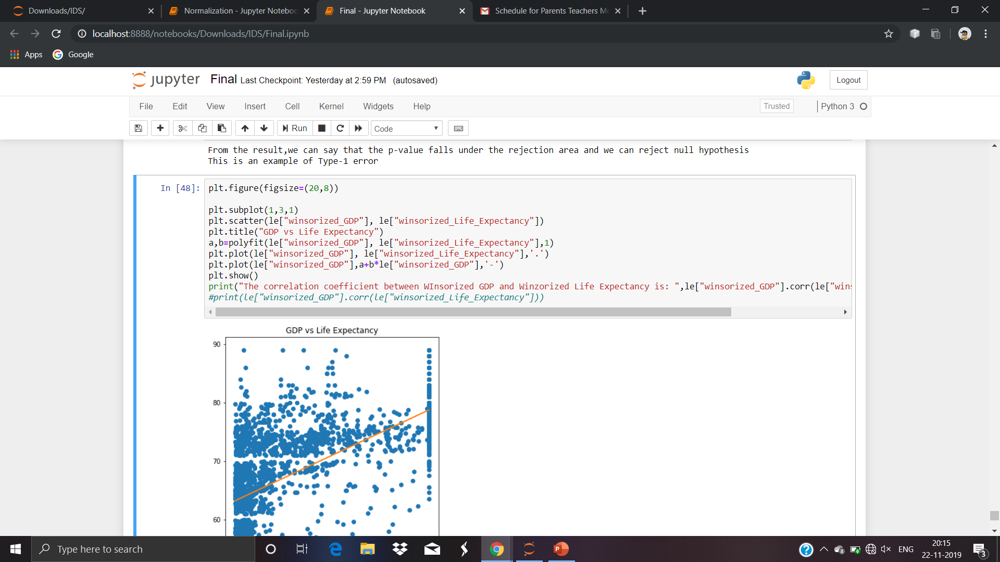 Downloads/IDS/
Normalization - Jupyter Noteboo
Final - Jupyter Notebook
Schedule for Parents Teachers Me
localhost:8888/notebooks/Downloads/IDS/Final.ipynb
Apps
Google
jupyter
Final Last Checkpoint: Yesterday at 2:59 PM (autosaved)
Logout
File Edit View Insert Cell Kernel Widgets Help
Trusted
Python 3
Run
Code
From the result,we can say that the p-value falls under the rejection area and we can reject null hypothesis
This is an example of Type-1 error
In [48]:
plt.figure(figsize=(20,8))
plt.subplot(1,3,1)
plt.scatter(le["winsorized_GDP"], le["winsorized_Life_Expectancy"])
plt.title("GDP vs Life Expectancy")
a,b=polyfit(le["winsorized_GDP"], le["winsorized_Life_Expectancy"],1)
plt.plot(le["winsorized_GDP"], le["winsorized_Life_Expectancy"],'.')
plt.plot(le["winsorized_GDP"],a+b*le["winsorized_GDP"],'-')
plt.show()
print("The correlation coefficient between WInsorized GDP and Winzorized Life Expectancy is: ",le["winsorized_GDP"].corr(le["wins
#print(le["winsorized_GDP"].corr(le["winsorized_Life_Expectancy"]))
GDP vs Life Expectancy
90
80
70
60
Type here to search
ENG
20:15
22-11-2019
3